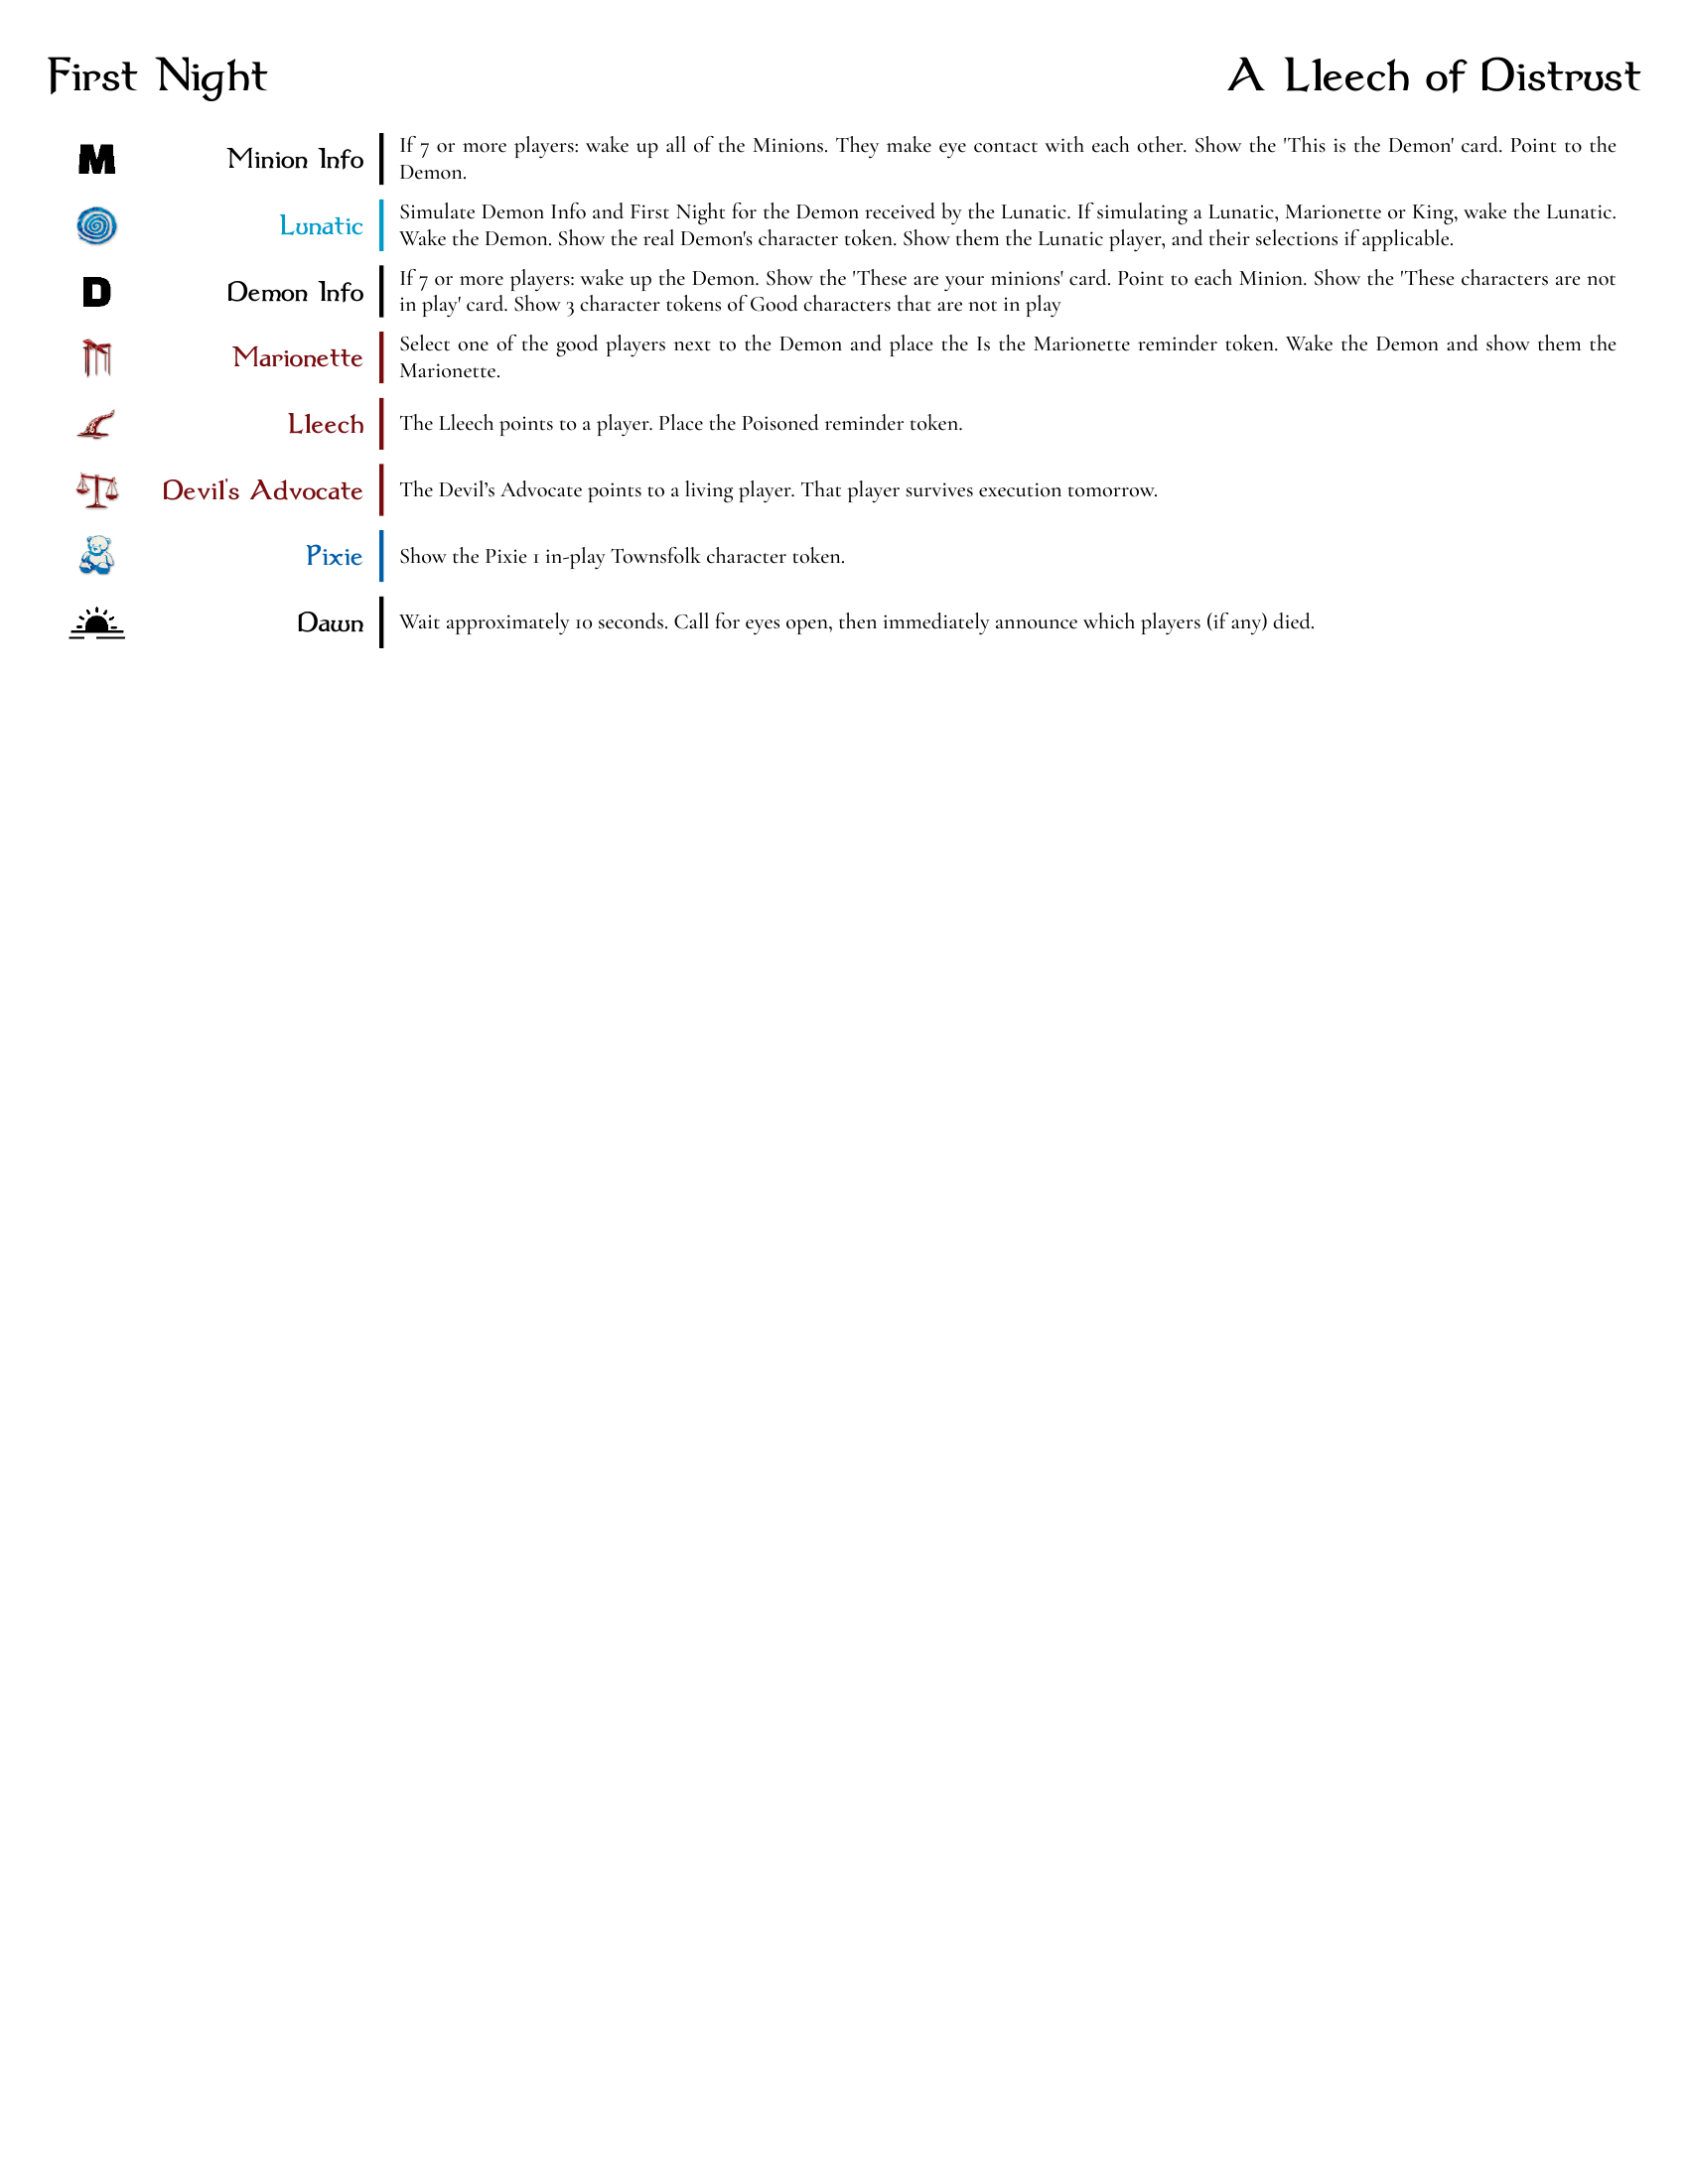 First Night
A Lleech of Distrust
M
Minion Info
If 7 or more players: wake up all of the Minions. They make eye contact with each other. Show the 'This is the Demon' card. Point to the
Demon.
Lunatic
Simulate Demon Info and First Night for the Demon received by the Lunatic. If simulating a Lunatic, Marionette or King, wake the Lunatic.
Wake the Demon. Show the real Demon's character token. Show them the Lunatic player, and their selections if applicable.
D
Demon Info
If 7 or more players: wake up the Demon. Show the 'These are your minions' card. Point to each Minion. Show the 'These characters are not
in play' card. Show 3 character tokens of Good characters that are not in play
Marionette
Select one of the good players next to the Demon and place the Is the Marionette reminder token. Wake the Demon and show them the
Marionette.
Lleech
The Lleech points to a player. Place the Poisoned reminder token.
Devil's Advocate
The Devil’s Advocate points to a living player. That player survives execution tomorrow.
Pixie
Show the Pixie 1 in-play Townsfolk character token.
Dawn
Wait approximately 10 seconds. Call for eyes open, then immediately announce which players (if any) died.